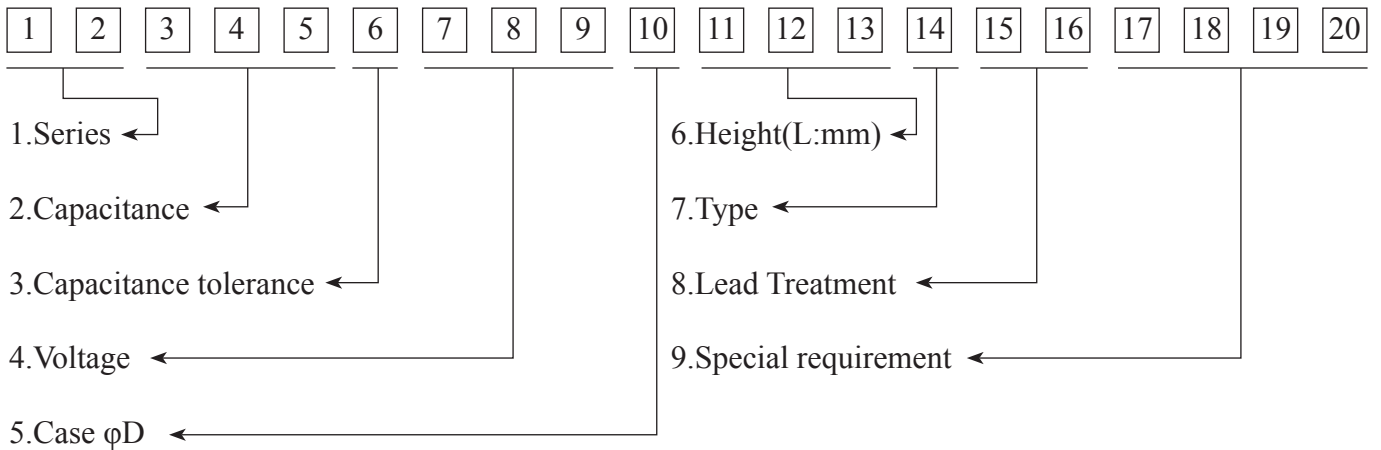 1 2 3 4 5 6 7 8 9 10 11 12 13 14 15 16 17 18 19 20
1.Series
6.Height(L:mm)
2.Capacitance
7.Type
3.Capacitance tolerance
8.Lead Treatment
4.Voltage
9.Special requirement
5.Case φD